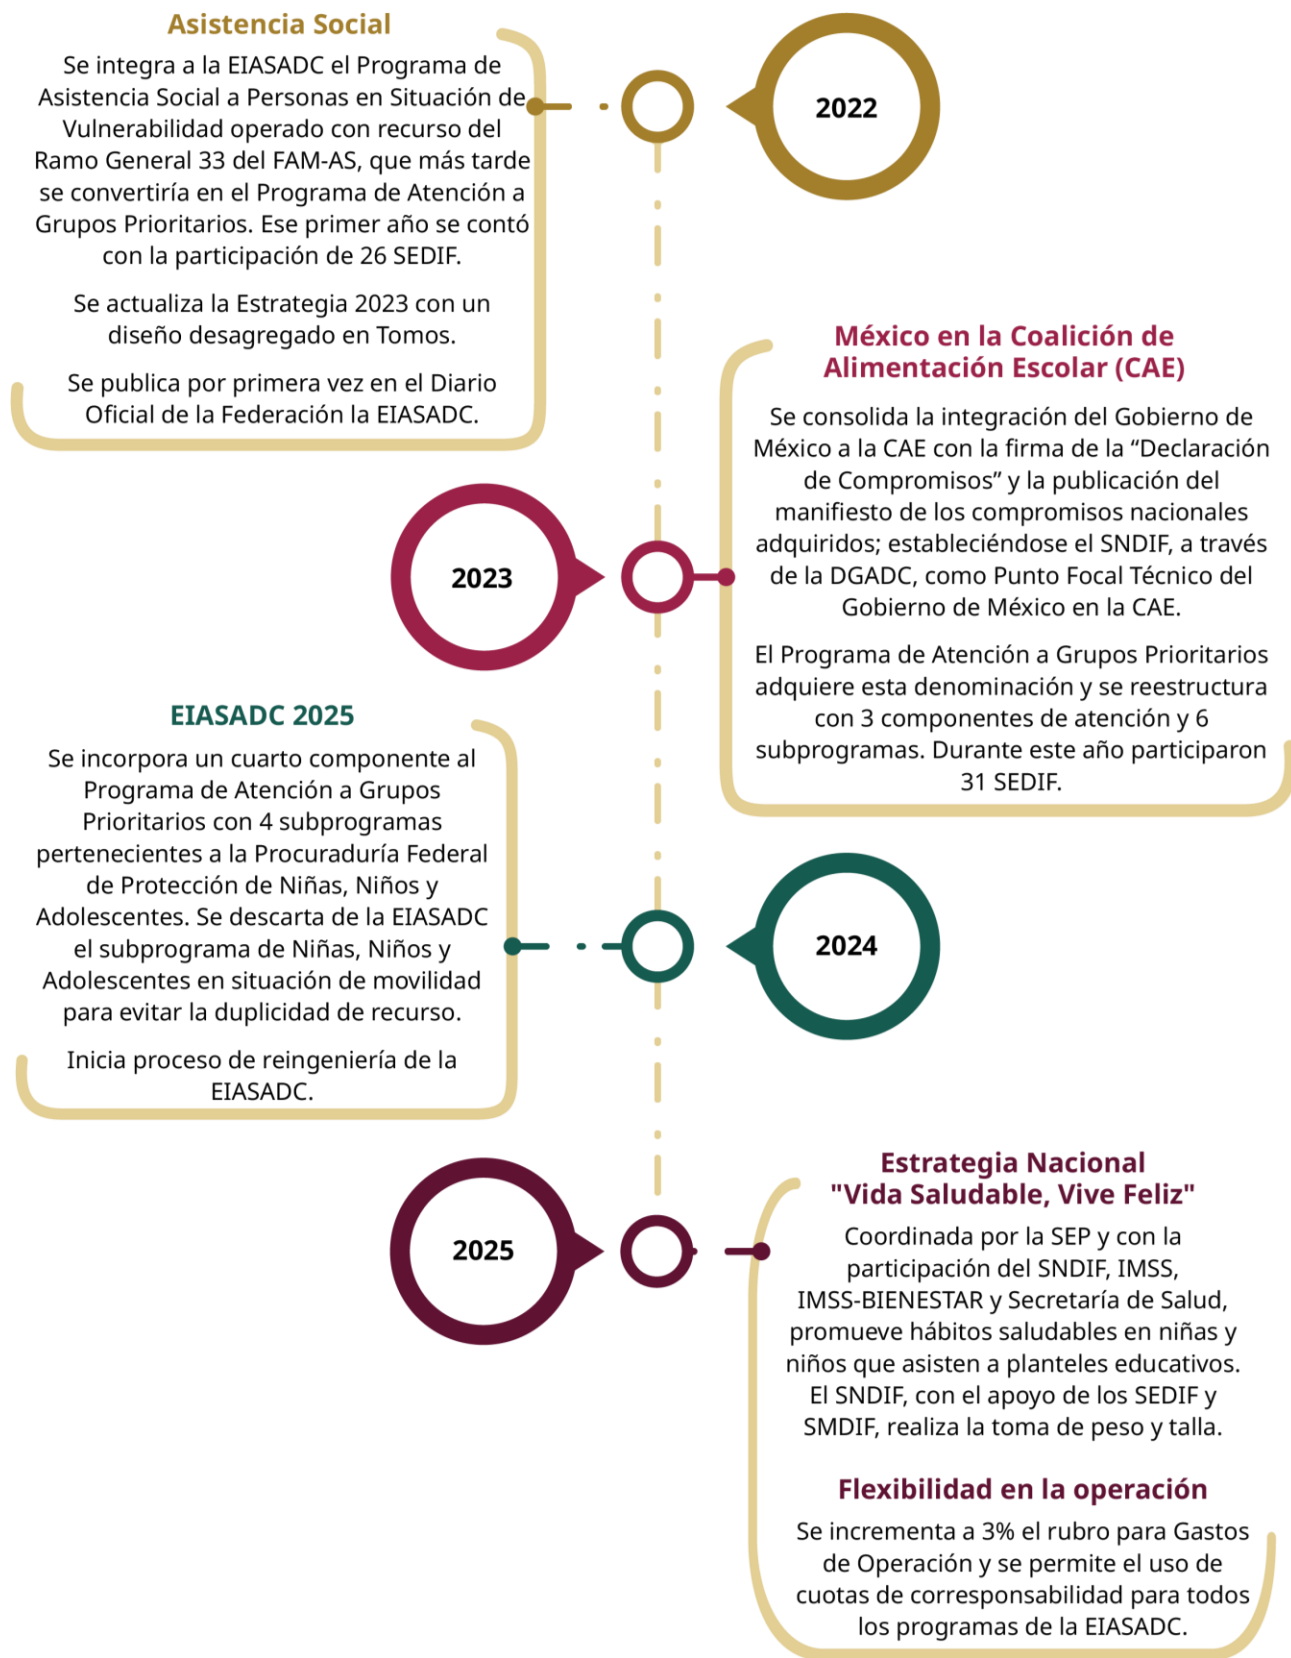 Asistencia Social
Se integra a la EIASADC el Programa de
Asistencia Social a Personas en Situación de
Vulnerabilidad operado con recurso del
Ramo General 33 del FAM-AS, que más tarde
se convertiría en el Programa de Atención a
Grupos Prioritarios. Ese primer año se contó
con la participación de 26 SEDIF.
Se actualiza la Estrategia 2023 con un
diseño desagregado en Tomos.
Se publica por primera vez en el Diario
Oficial de la Federación la EIASADC.
2022
México en la Coalición de
Alimentación Escolar (CAE)
Se consolida la integración del Gobierno de
México a la CAE con la firma de la “Declaración
de Compromisos” y la publicación del
manifiesto de los compromisos nacionales
adquiridos; estableciéndose el SNDIF, a través
de la DGADC, como Punto Focal Técnico del
Gobierno de México en la CAE.
El Programa de Atención a Grupos Prioritarios
adquiere esta denominación y se reestructura
con 3 componentes de atención y 6
subprogramas. Durante este año participaron
31 SEDIF.
2023
EIASADC 2025
Se incorpora un cuarto componente al
Programa de Atención a Grupos
Prioritarios con 4 subprogramas
pertenecientes a la Procuraduría Federal
de Protección de Niñas, Niños y
Adolescentes. Se descarta de la EIASADC
el subprograma de Niñas, Niños y
Adolescentes en situación de movilidad
para evitar la duplicidad de recurso.
Inicia proceso de reingeniería de la
EIASADC.
2024
2025
Estrategia Nacional
"Vida Saludable, Vive Feliz"
Coordinada por la SEP y con la
participación del SNDIF, IMSS,
IMSS-BIENESTAR y Secretaría de Salud,
promueve hábitos saludables en niñas y
niños que asisten a planteles educativos.
El SNDIF, con el apoyo de los SEDIF y
SMDIF, realiza la toma de peso y talla.
Flexibilidad en la operación
Se incrementa a 3% el rubro para Gastos
de Operación y se permite el uso de
cuotas de corresponsabilidad para todos
los programas de la EIASADC.